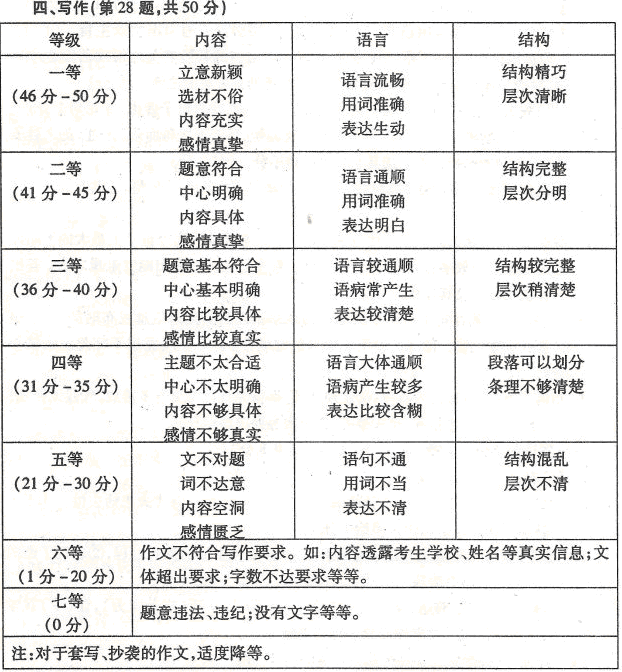 四、写作(第28题,共50分)
等级 内容 语言 结构
一等
(46分-50分)
立意新颖
选材不俗
内容充实
感情真挚
语言流畅
用词准确
表达生动
结构精巧
层次清晰
二等
(41分-45分)
题意符合
中心明确
内容具体
感情真挚
语言通顺
用词准确
表达明白
结构完整
层次分明
三等
(36分-40分)
题意基本符合
中心基本明确
内容比较具体
感情比较真实
语言较通顺
语病常产生
表达较清楚
结构较完整
层次稍清楚
四等
(31分-35分)
主题不太合适
中心不太明确
内容不够具体
感情不够真实
语言大体通顺
语病产生较多
表达比较含糊
段落可以划分
条理不够清楚
五等
(21分-30分)
文不对题
词不达意
内容空洞
感情匮乏
语句不通
用词不当
表达不清
结构混乱
层次不清
六等
(1分-20分)
作文不符合写作要求。如:内容透露考生学校、姓名等真实信息;文
体超出要求;字数不达要求等等。
七等
(0分)
题意违法、违纪;没有文字等等。
注:对于套写、抄袭的作文,适度降等。